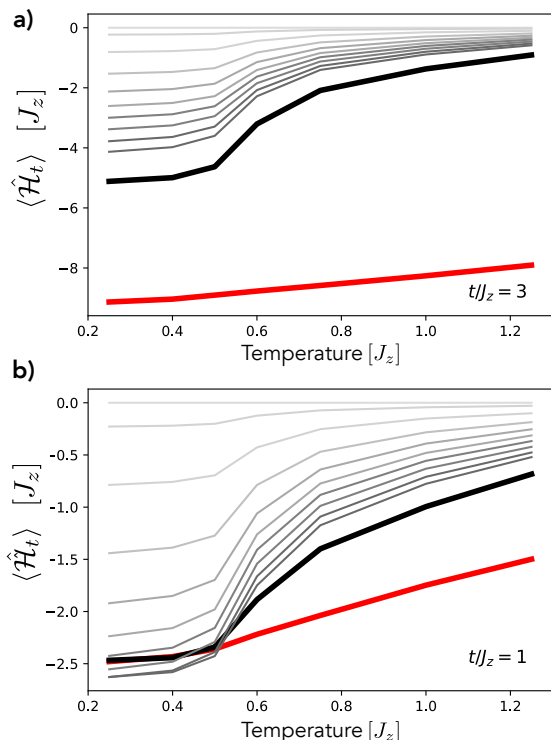 a)
0
−2
−4
−6
−8
⟨Ĥ_t⟩ [J_z]
t/J_z = 3
0.2 0.4 0.6 0.8 1.0 1.2
Temperature [J_z]
b)
0.0
−0.5
−1.0
−1.5
−2.0
−2.5
⟨H̃̂_t⟩ [J_z]
t/J_z = 1
0.2 0.4 0.6 0.8 1.0 1.2
Temperature [J_z]